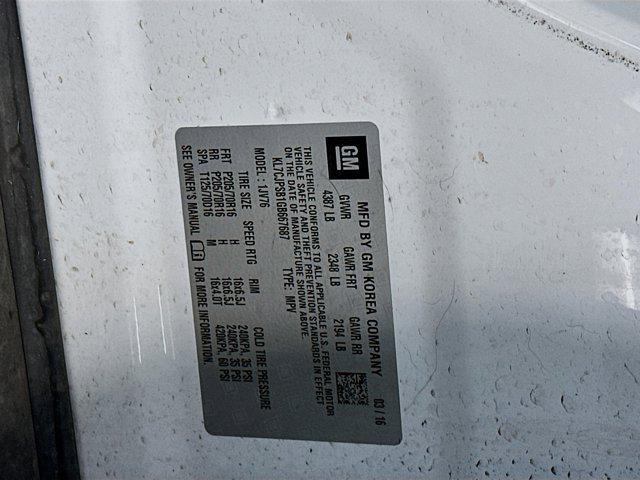 GM
MFD BY GM KOREA COMPANY 03/16
GVWR GAWR FRT GAWR RR
4387 LB 2348 LB 2194 LB
THIS VEHICLE CONFORMS TO ALL APPLICABLE U.S. FEDERAL MOTOR
VEHICLE SAFETY AND THEFT PREVENTION STANDARDS IN EFFECT
ON THE DATE OF MANUFACTURE SHOWN ABOVE.
KL7CJPSB1GB667687 TYPE: MPV
MODEL: 1JV76
TIRE SIZE SPEED RTG RIM COLD TIRE PRESSURE
FRT P205/70R16 H 16x6.5J 240KPA, 35 PSI
RR P205/70R16 H 16x6.5J 240KPA, 35 PSI
SPA T125/70D16 M 16x4.0T 420KPA, 60 PSI
SEE OWNER'S MANUAL i FOR MORE INFORMATION.